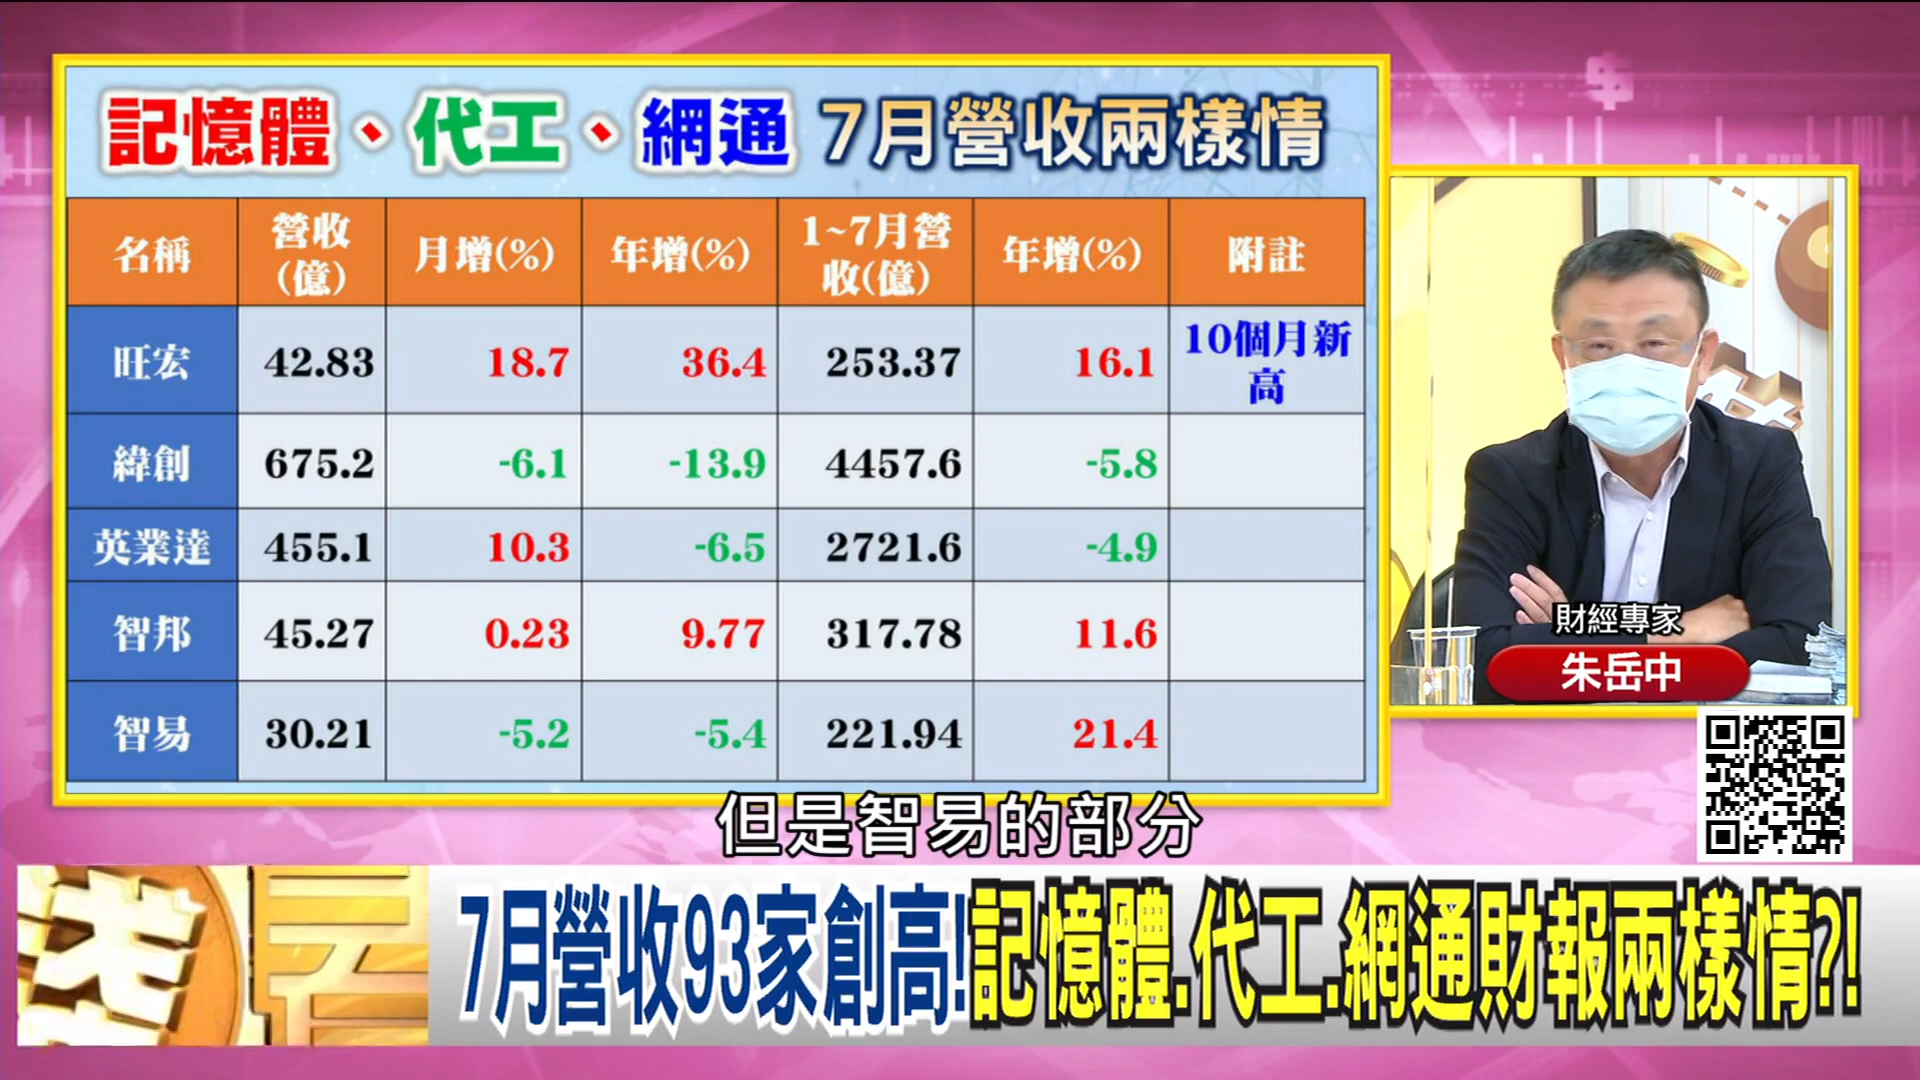 記憶體、代工、網通 7月營收兩樣情
名稱 營收(億) 月增(%) 年增(%) 1~7月營收(億) 年增(%) 附註
旺宏 42.83 18.7 36.4 253.37 16.1 10個月新高
緯創 675.2 -6.1 -13.9 4457.6 -5.8
英業達 455.1 10.3 -6.5 2721.6 -4.9
智邦 45.27 0.23 9.77 317.78 11.6
智易 30.21 -5.2 -5.4 221.94 21.4
財經專家
朱岳中
但是智易的部分
7月營收93家創高!記憶體.代工.網通財報兩樣情?!